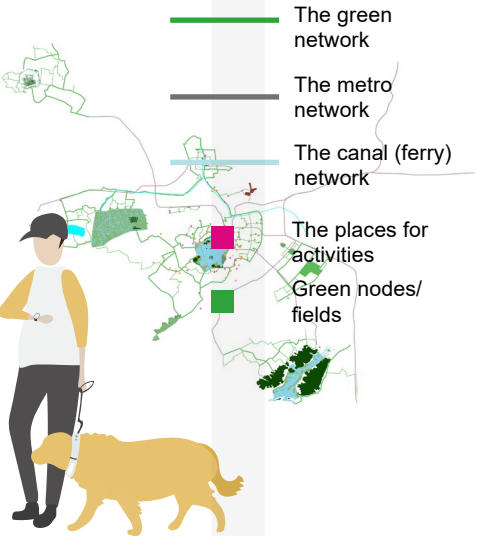 The green
network
The metro
network
The canal (ferry)
network
The places for
activities
Green nodes/
fields